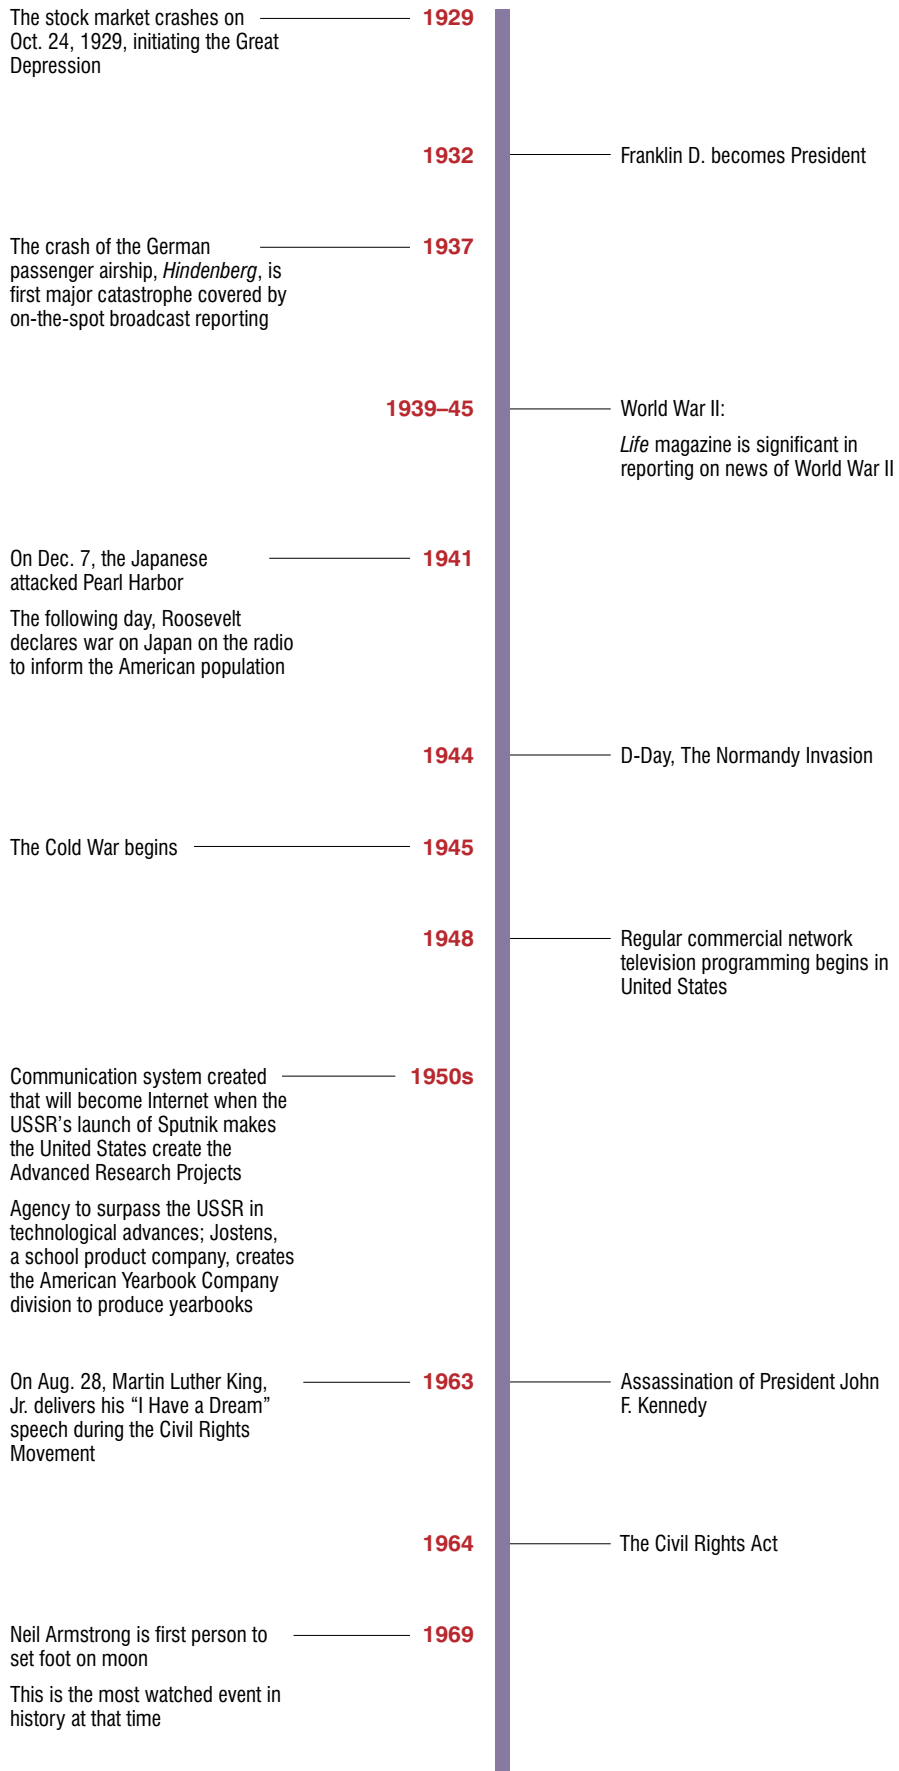 The stock market crashes on
Oct. 24, 1929, initiating the Great
Depression
1929
1932
Franklin D. becomes President
The crash of the German
passenger airship, Hindenberg, is
first major catastrophe covered by
on-the-spot broadcast reporting
1937
1939–45
World War II:
Life magazine is significant in
reporting on news of World War II
On Dec. 7, the Japanese
attacked Pearl Harbor
The following day, Roosevelt
declares war on Japan on the radio
to inform the American population
1941
1944
D-Day, The Normandy Invasion
The Cold War begins
1945
1948
Regular commercial network
television programming begins in
United States
Communication system created
that will become Internet when the
USSR’s launch of Sputnik makes
the United States create the
Advanced Research Projects
Agency to surpass the USSR in
technological advances; Jostens,
a school product company, creates
the American Yearbook Company
division to produce yearbooks
1950s
On Aug. 28, Martin Luther King,
Jr. delivers his “I Have a Dream”
speech during the Civil Rights
Movement
1963
Assassination of President John
F. Kennedy
1964
The Civil Rights Act
Neil Armstrong is first person to
set foot on moon
This is the most watched event in
history at that time
1969